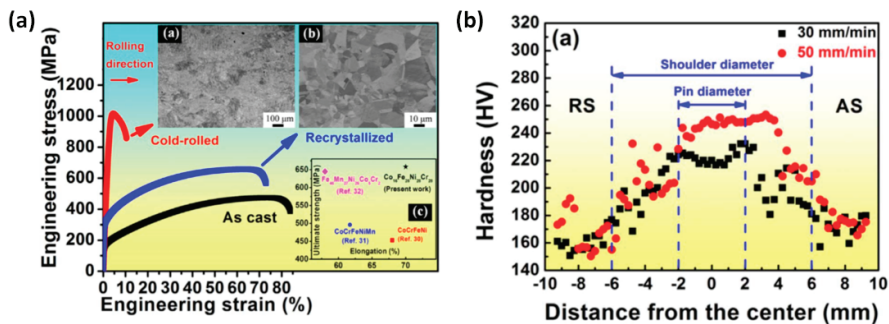 (a)
Engineering stress (MPa)
1200
1000
800
600
400
200
0
0 10 20 30 40 50 60 70 80 90
Engineering strain (%)
Rolling
direction
(a)
100 μm
(b)
10 μm
Cold-rolled
Recrystallized
As cast
Ultimate strength (MPa)
650
600
550
500
450
400
60 65 70 75
Elongation (%)
(Ref. 32)
(Present work)
(c)
CoCrFeNiMn
(Ref. 31)
CoCrFeNi
(Ref. 30)
(b)
(a)
30 mm/min
50 mm/min
Shoulder diameter
Pin diameter
RS
AS
Hardness (HV)
320
300
280
260
240
220
200
180
160
140
-10 -8 -6 -4 -2 0 2 4 6 8 10
Distance from the center (mm)